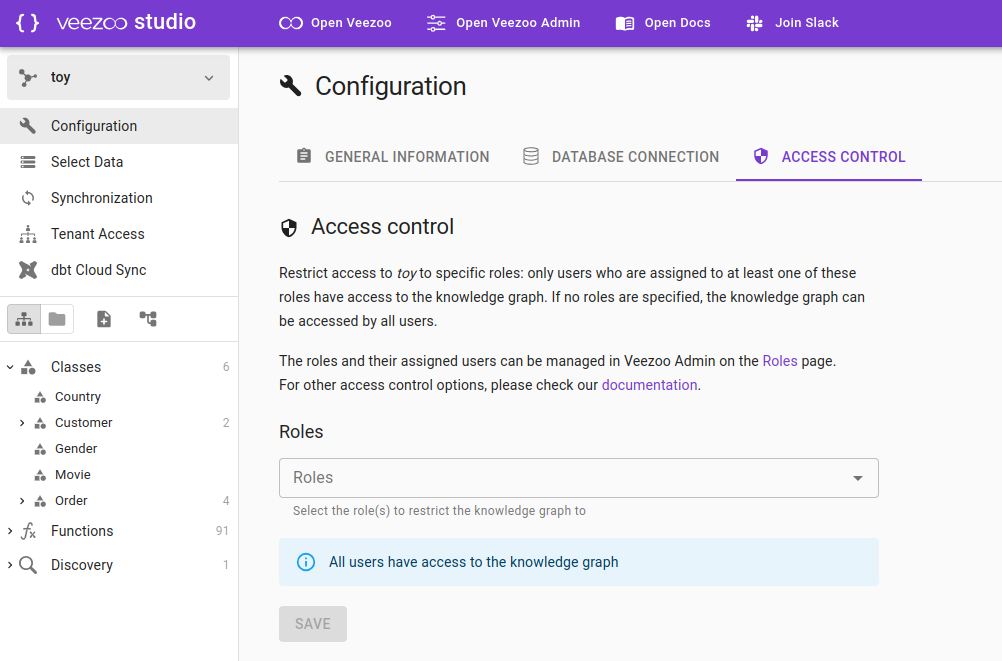 { } veezoo studio
Open Veezoo
Open Veezoo Admin
Open Docs
Join Slack
toy
Configuration
Select Data
Synchronization
Tenant Access
dbt Cloud Sync
Classes 6
Country
Customer 2
Gender
Movie
Order 4
Functions 91
Discovery 1
Configuration
GENERAL INFORMATION
DATABASE CONNECTION
ACCESS CONTROL
Access control
Restrict access to toy to specific roles: only users who are assigned to at least one of these
roles have access to the knowledge graph. If no roles are specified, the knowledge graph can
be accessed by all users.
The roles and their assigned users can be managed in Veezoo Admin on the Roles page.
For other access control options, please check our documentation.
Roles
Roles
Select the role(s) to restrict the knowledge graph to
All users have access to the knowledge graph
SAVE